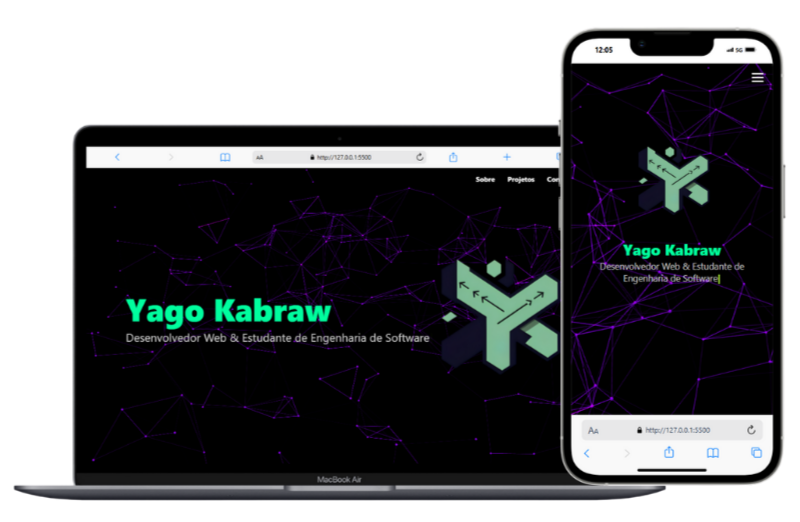 AA
http://127.0.0.1:5500
Sobre Projetos
Yago Kabraw
Desenvolvedor Web & Estudante de Engenharia de Software
MacBook Air
12:05
5G
Yago Kabraw
Desenvolvedor Web & Estudante de
Engenharia de Software
AA
http://127.0.0.1:5500